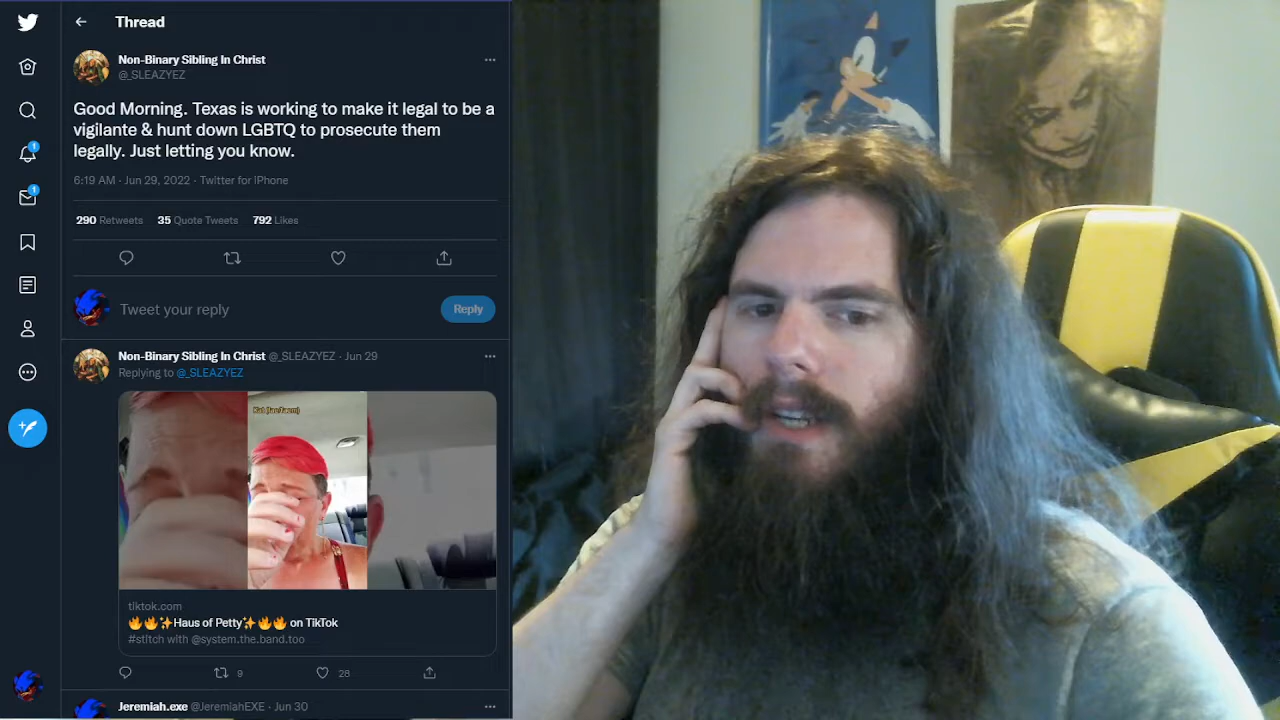 Thread
Non-Binary Sibling In Christ
@_SLEAZYEZ
Good Morning. Texas is working to make it legal to be a
vigilante & hunt down LGBTQ to prosecute them
legally. Just letting you know.
6:19 AM · Jun 29, 2022 · Twitter for iPhone
290 Retweets 35 Quote Tweets 792 Likes
Tweet your reply
Reply
Non-Binary Sibling In Christ @_SLEAZYEZ · Jun 29
Replying to @_SLEAZYEZ
tiktok.com
🔥🔥✨Haus of Petty✨🔥🔥 on TikTok
#stitch with @system.the.band.too
9 28
Jeremiah.exe @JeremiahEXE · Jun 30
1
1